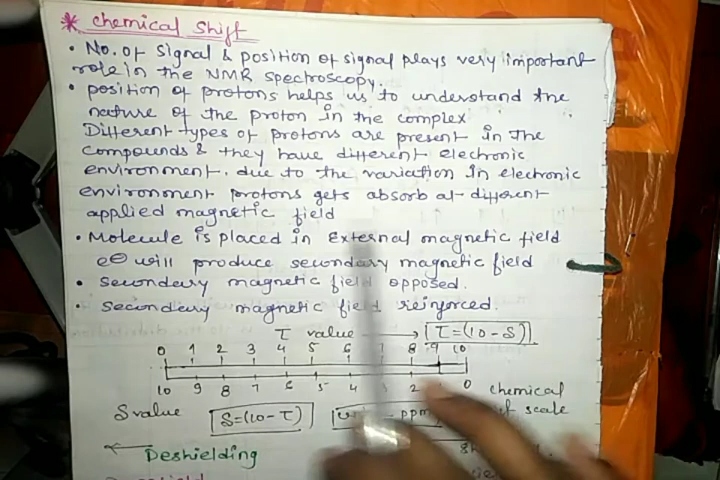 * Chemical Shift
• No. of signal & position of signal plays very important
role in the NMR spectroscopy.
• position of protons helps us to understand the
nature of the proton in the complex
Different types of protons are present in the
compounds & they have different electronic
environment. due to the variation in electronic
environment protons gets absorb at different
applied magnetic field
• Molecule is placed in External magnetic field
e⊖ will produce secondary magnetic field
• secondary magnetic field opposed.
• secondary magnetic field reinforced.
τ value → τ=(10-δ)
0 1 2 3 4 5 6 7 8 9 10
10 9 8 7 6 5 4 2 0 chemical
δ value δ=(10-τ) ppm scale
← Deshielding